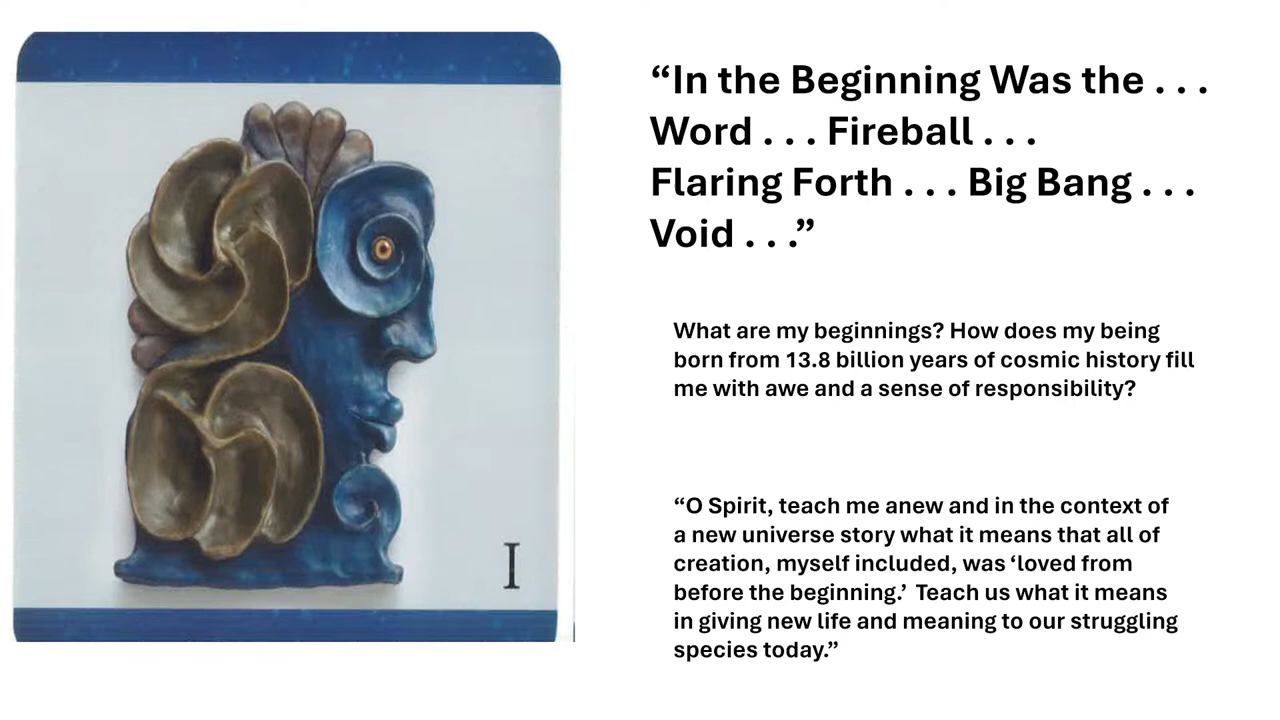 I
“In the Beginning Was the . . .
Word . . . Fireball . . .
Flaring Forth . . . Big Bang . . .
Void . . .”
What are my beginnings? How does my being
born from 13.8 billion years of cosmic history fill
me with awe and a sense of responsibility?
“O Spirit, teach me anew and in the context of
a new universe story what it means that all of
creation, myself included, was ‘loved from
before the beginning.’  Teach us what it means
in giving new life and meaning to our struggling
species today.”